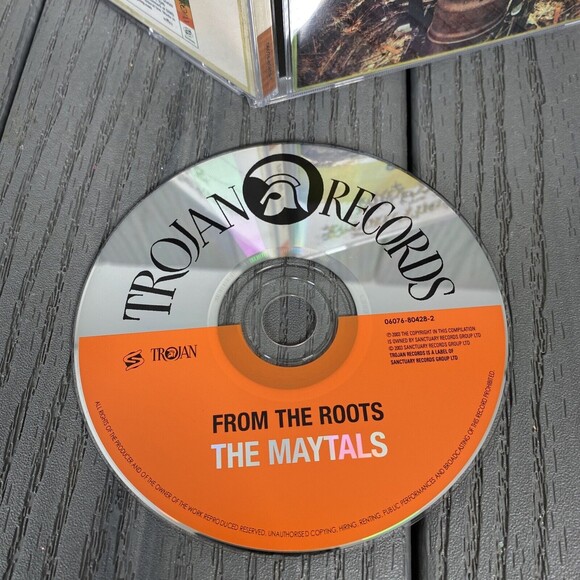 TROJAN RECORDS
06076-80428-2
℗ 2003 THE COPYRIGHT IN THIS COMPILATION
IS OWNED BY SANCTUARY RECORDS GROUP LTD
© 2003 SANCTUARY RECORDS GROUP LTD
TROJAN RECORDS IS A LABEL OF
SANCTUARY RECORDS GROUP LTD
TROJAN
FROM THE ROOTS
THE MAYTALS
ALL RIGHTS OF THE PRODUCER AND OF THE OWNER OF THE WORK REPRODUCED RESERVED. UNAUTHORISED COPYING, HIRING, RENTING, PUBLIC PERFORMANCES AND BROADCASTING OF THIS RECORD PROHIBITED